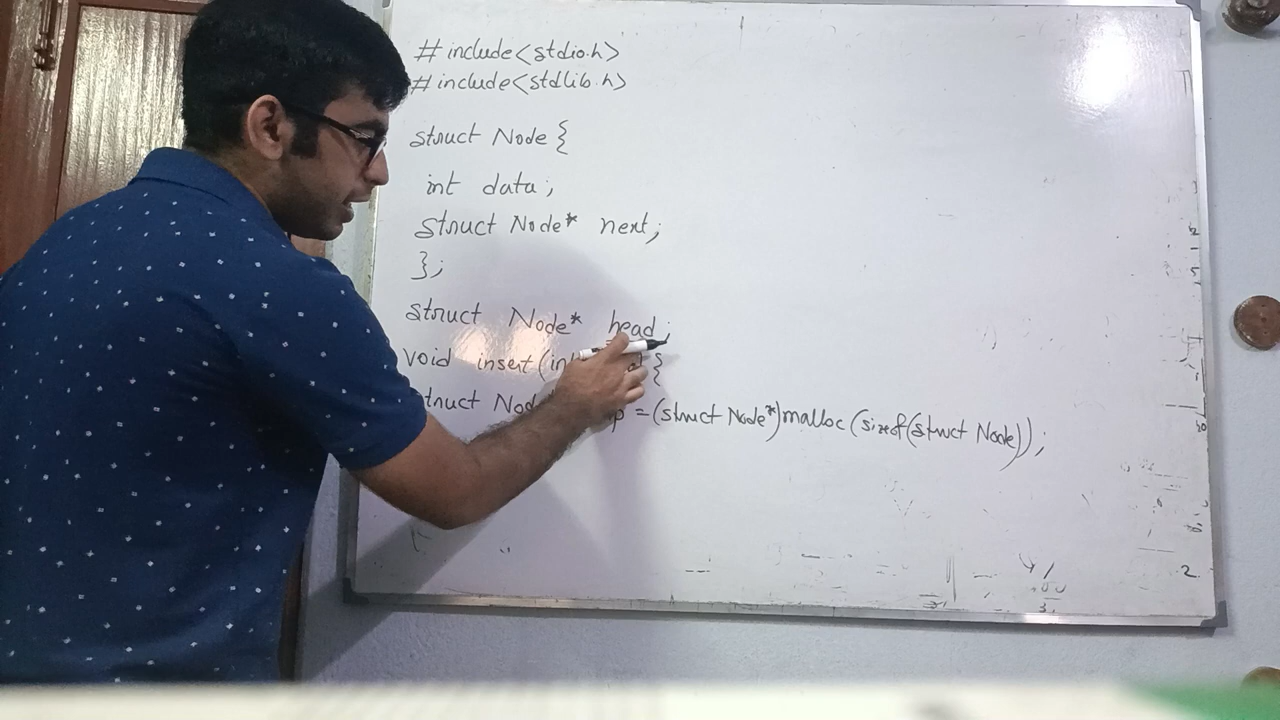 #include<stdio.h>
#include<stdlib.h>
struct Node {
int data;
struct Node* next;
};
struct Node* head;
void insert(int {
struct =(struct Node*)malloc(sizeof(struct Node));